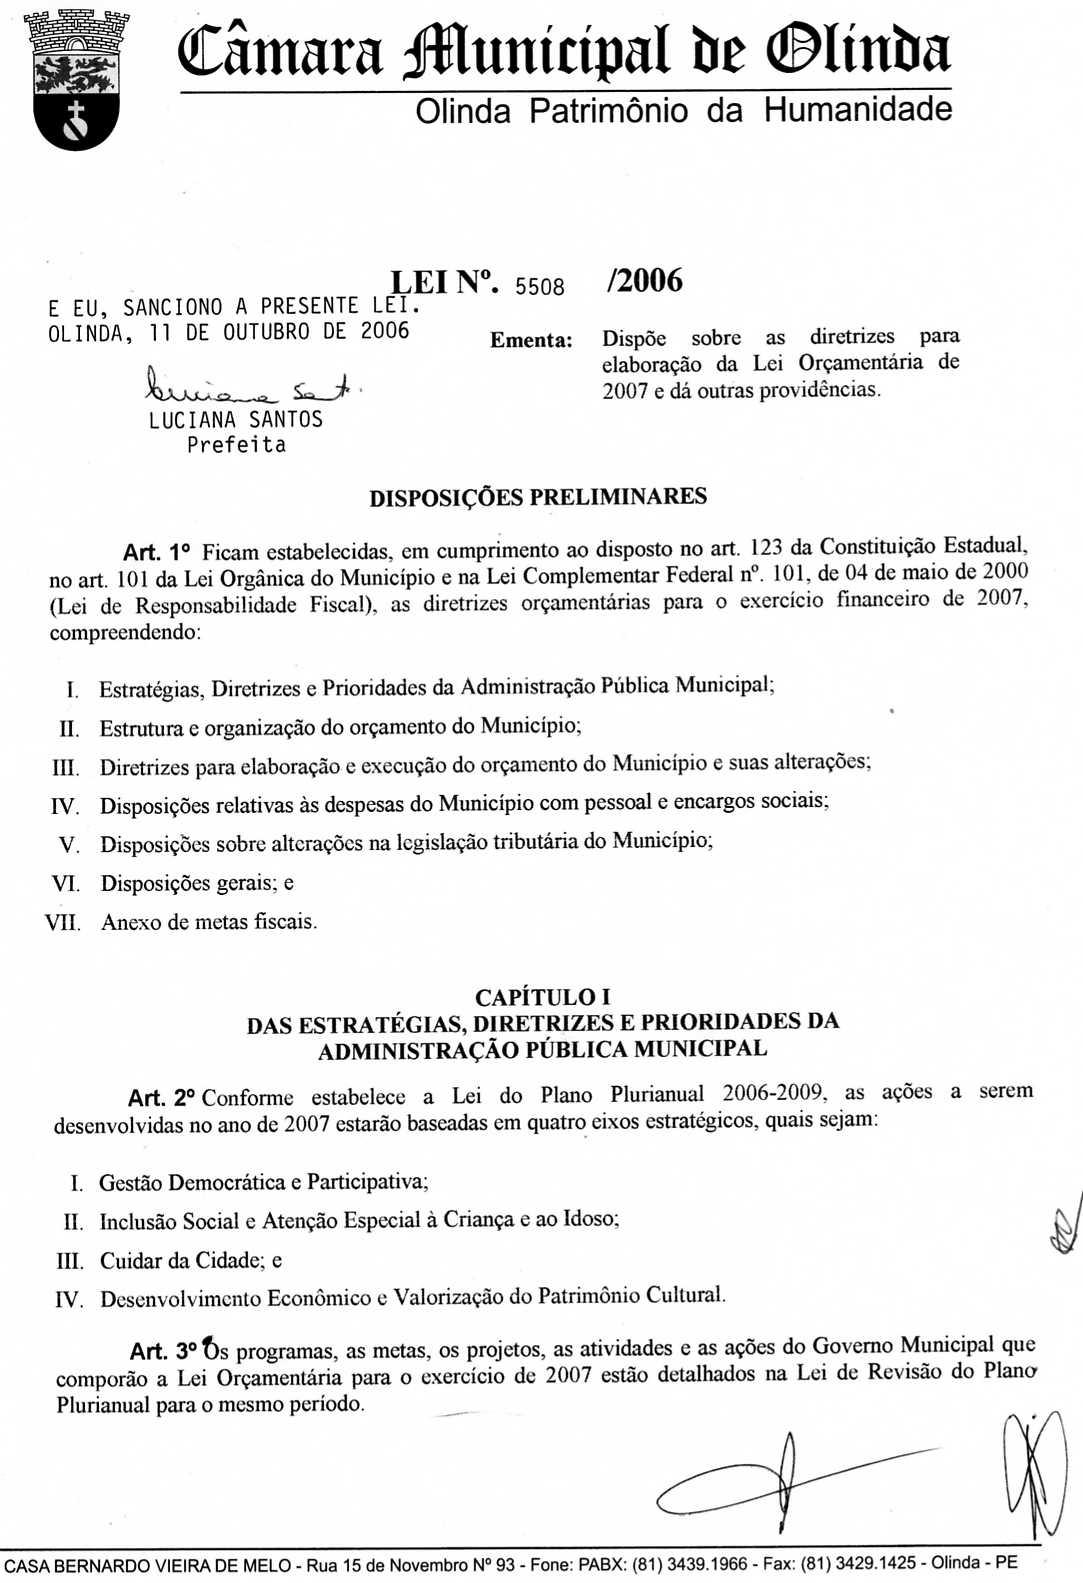 Câmara Municipal de Olinda
Olinda Patrimônio da Humanidade
LEI Nº. 5508 /2006
E EU, SANCIONO A PRESENTE LEI.
OLINDA, 11 DE OUTUBRO DE 2006
Luciana Sant.
LUCIANA SANTOS
Prefeita
Ementa: Dispõe sobre as diretrizes para
elaboração da Lei Orçamentária de
2007 e dá outras providências.
DISPOSIÇÕES PRELIMINARES
Art. 1º Ficam estabelecidas, em cumprimento ao disposto no art. 123 da Constituição Estadual,
no art. 101 da Lei Orgânica do Município e na Lei Complementar Federal nº. 101, de 04 de maio de 2000
(Lei de Responsabilidade Fiscal), as diretrizes orçamentárias para o exercício financeiro de 2007,
compreendendo:
I. Estratégias, Diretrizes e Prioridades da Administração Pública Municipal;
II. Estrutura e organização do orçamento do Município;
III. Diretrizes para elaboração e execução do orçamento do Município e suas alterações;
IV. Disposições relativas às despesas do Município com pessoal e encargos sociais;
V. Disposições sobre alterações na legislação tributária do Município;
VI. Disposições gerais; e
VII. Anexo de metas fiscais.
CAPÍTULO I
DAS ESTRATÉGIAS, DIRETRIZES E PRIORIDADES DA
ADMINISTRAÇÃO PÚBLICA MUNICIPAL
Art. 2º Conforme estabelece a Lei do Plano Plurianual 2006-2009, as ações a serem
desenvolvidas no ano de 2007 estarão baseadas em quatro eixos estratégicos, quais sejam:
I. Gestão Democrática e Participativa;
II. Inclusão Social e Atenção Especial à Criança e ao Idoso;
III. Cuidar da Cidade; e
IV. Desenvolvimento Econômico e Valorização do Patrimônio Cultural.
Art. 3º Os programas, as metas, os projetos, as atividades e as ações do Governo Municipal que
comporão a Lei Orçamentária para o exercício de 2007 estão detalhados na Lei de Revisão do Plano
Plurianual para o mesmo período.
CASA BERNARDO VIEIRA DE MELO - Rua 15 de Novembro Nº 93 - Fone: PABX: (81) 3439.1966 - Fax: (81) 3429.1425 - Olinda - PE